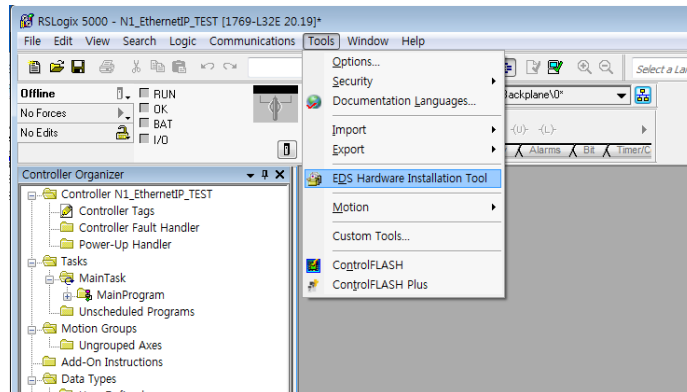 RSLogix 5000 - N1_EthernetIP_TEST [1769-L32E 20.19]*
File Edit View Search Logic Communications Tools Window Help
Select a La
Offline
RUN
OK
BAT
I/O
No Forces
No Edits
Backplane\0*
Alarms Bit Timer/C
Options...
Security
Documentation Languages...
Import
Export
EDS Hardware Installation Tool
Motion
Custom Tools...
ControlFLASH
ControlFLASH Plus
Controller Organizer
Controller N1_EthernetIP_TEST
Controller Tags
Controller Fault Handler
Power-Up Handler
Tasks
MainTask
MainProgram
Unscheduled Programs
Motion Groups
Ungrouped Axes
Add-On Instructions
Data Types